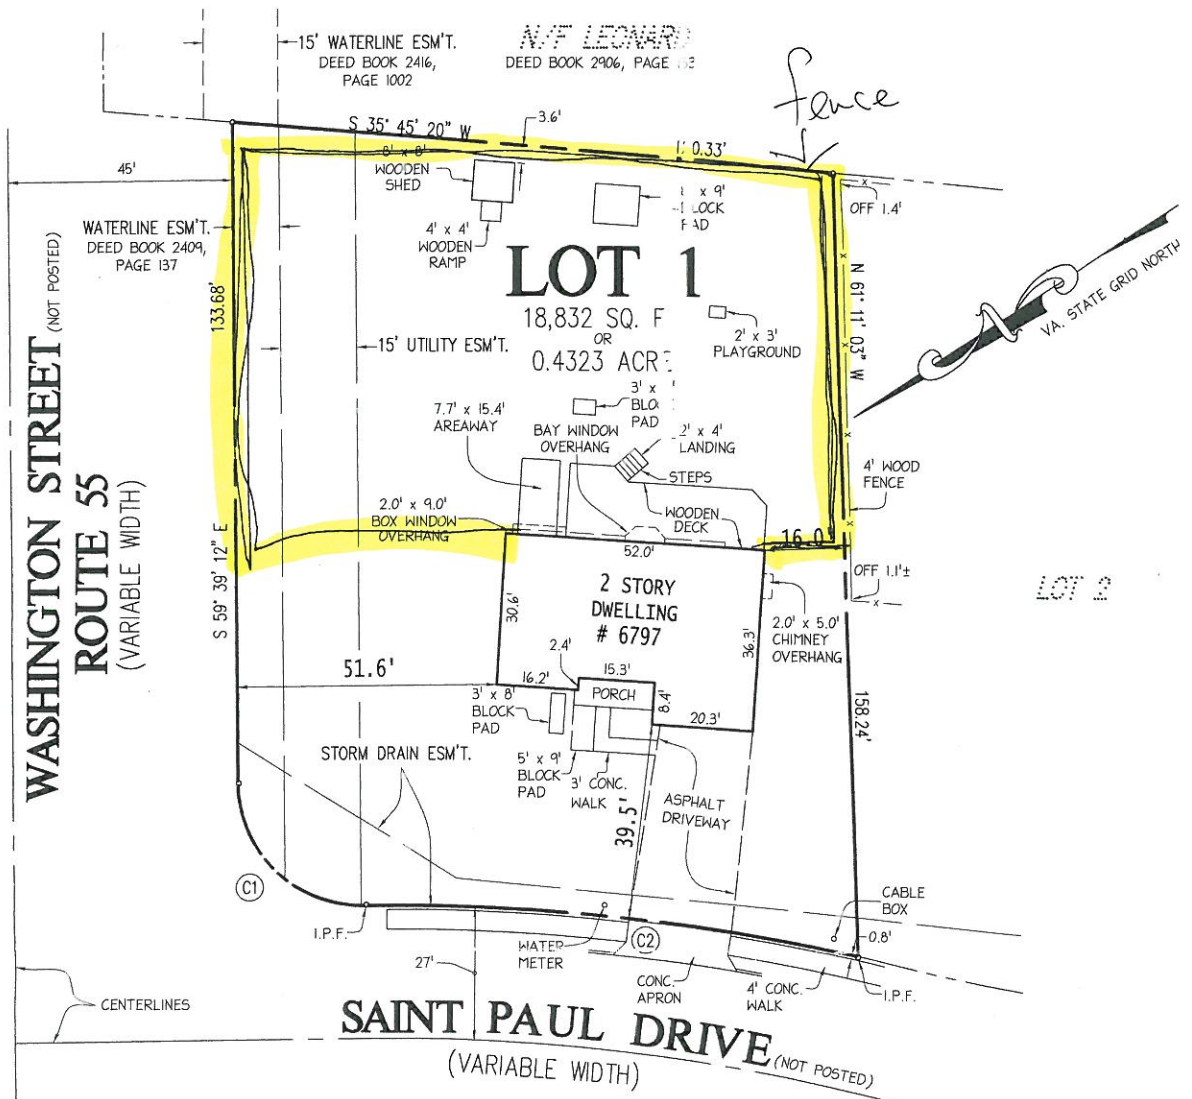 15' WATERLINE ESM'T.
DEED BOOK 2416,
PAGE 1002
N/F LEONARD
DEED BOOK 2906, PAGE
fence
S 35° 45' 20" W
3.6'
0.33'
45'
8' x 8'
WOODEN
SHED
x 9'
BLOCK
PAD
OFF 1.4'
4' x 4'
WOODEN
RAMP
WATERLINE ESM'T.
DEED BOOK 2409,
PAGE 137
LOT 1
18,832 SQ. F
OR
0.4323 ACRE
133.68'
N 61° 11' 03" W
VA. STATE GRID NORTH
2' x 3'
PLAYGROUND
15' UTILITY ESM'T.
3' x
BLO
PAD
7.7' x 15.4'
AREAWAY
BAY WINDOW
OVERHANG
2' x 4'
LANDING
STEPS
4' WOOD
FENCE
WASHINGTON STREET (NOT POSTED)
ROUTE 55
(VARIABLE WIDTH)
2.0' x 9.0'
BOX WINDOW
OVERHANG
WOODEN
DECK
16.0
52.0'
S 59° 39' 12" E
OFF 1.1'±
LOT 2
2 STORY
DWELLING
# 6797
30.6'
36.3'
2.0' x 5.0'
CHIMNEY
OVERHANG
2.4'
15.3'
51.6'
16.2'
PORCH
8.4'
20.3'
3' x 8'
BLOCK
PAD
158.24'
STORM DRAIN ESM'T.
5' x 9'
BLOCK
PAD
3' CONC.
WALK
39.5'
ASPHALT
DRIVEWAY
C1
CABLE
BOX
I.P.F.
WATER
METER
C2
0.8'
27'
CONC.
APRON
4' CONC.
WALK
I.P.F.
CENTERLINES
SAINT PAUL DRIVE (NOT POSTED)
(VARIABLE WIDTH)